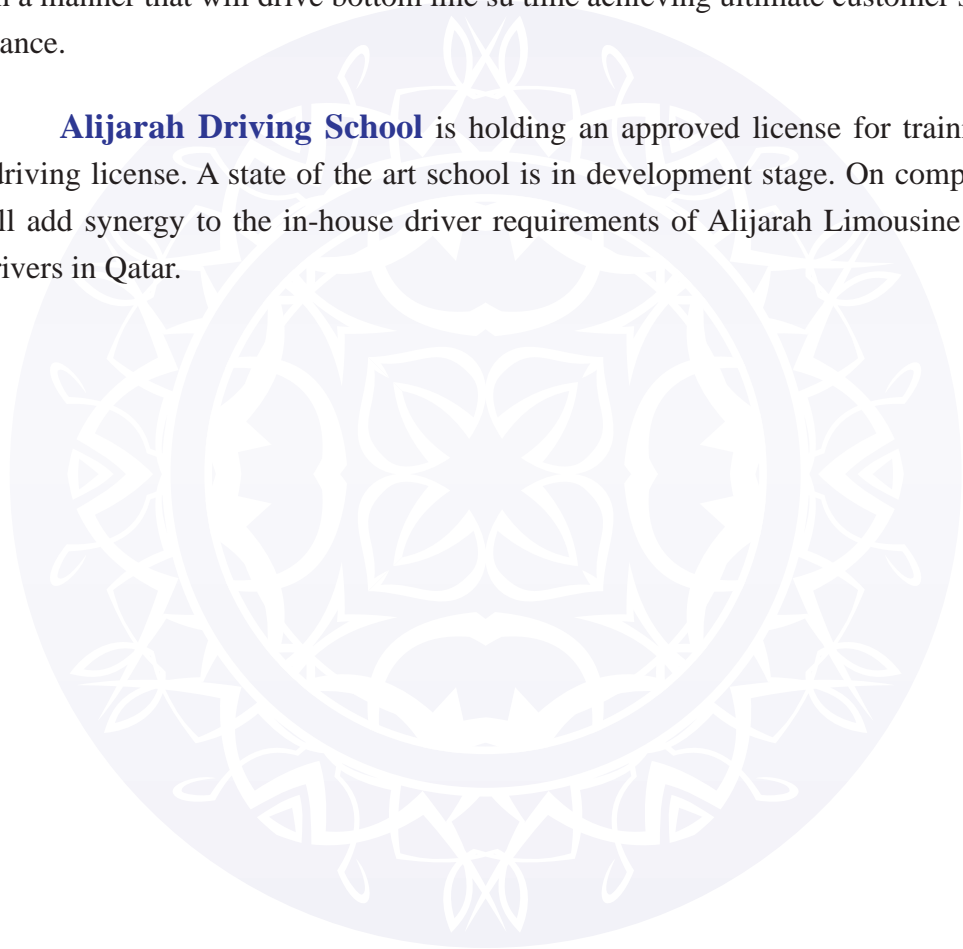 a manner that will drive bottom line su time achieving ultimate customer s
ance.
Alijarah Driving School is holding an approved license for traini
driving license. A state of the art school is in development stage. On comp
ll add synergy to the in-house driver requirements of Alijarah Limousine
rivers in Qatar.